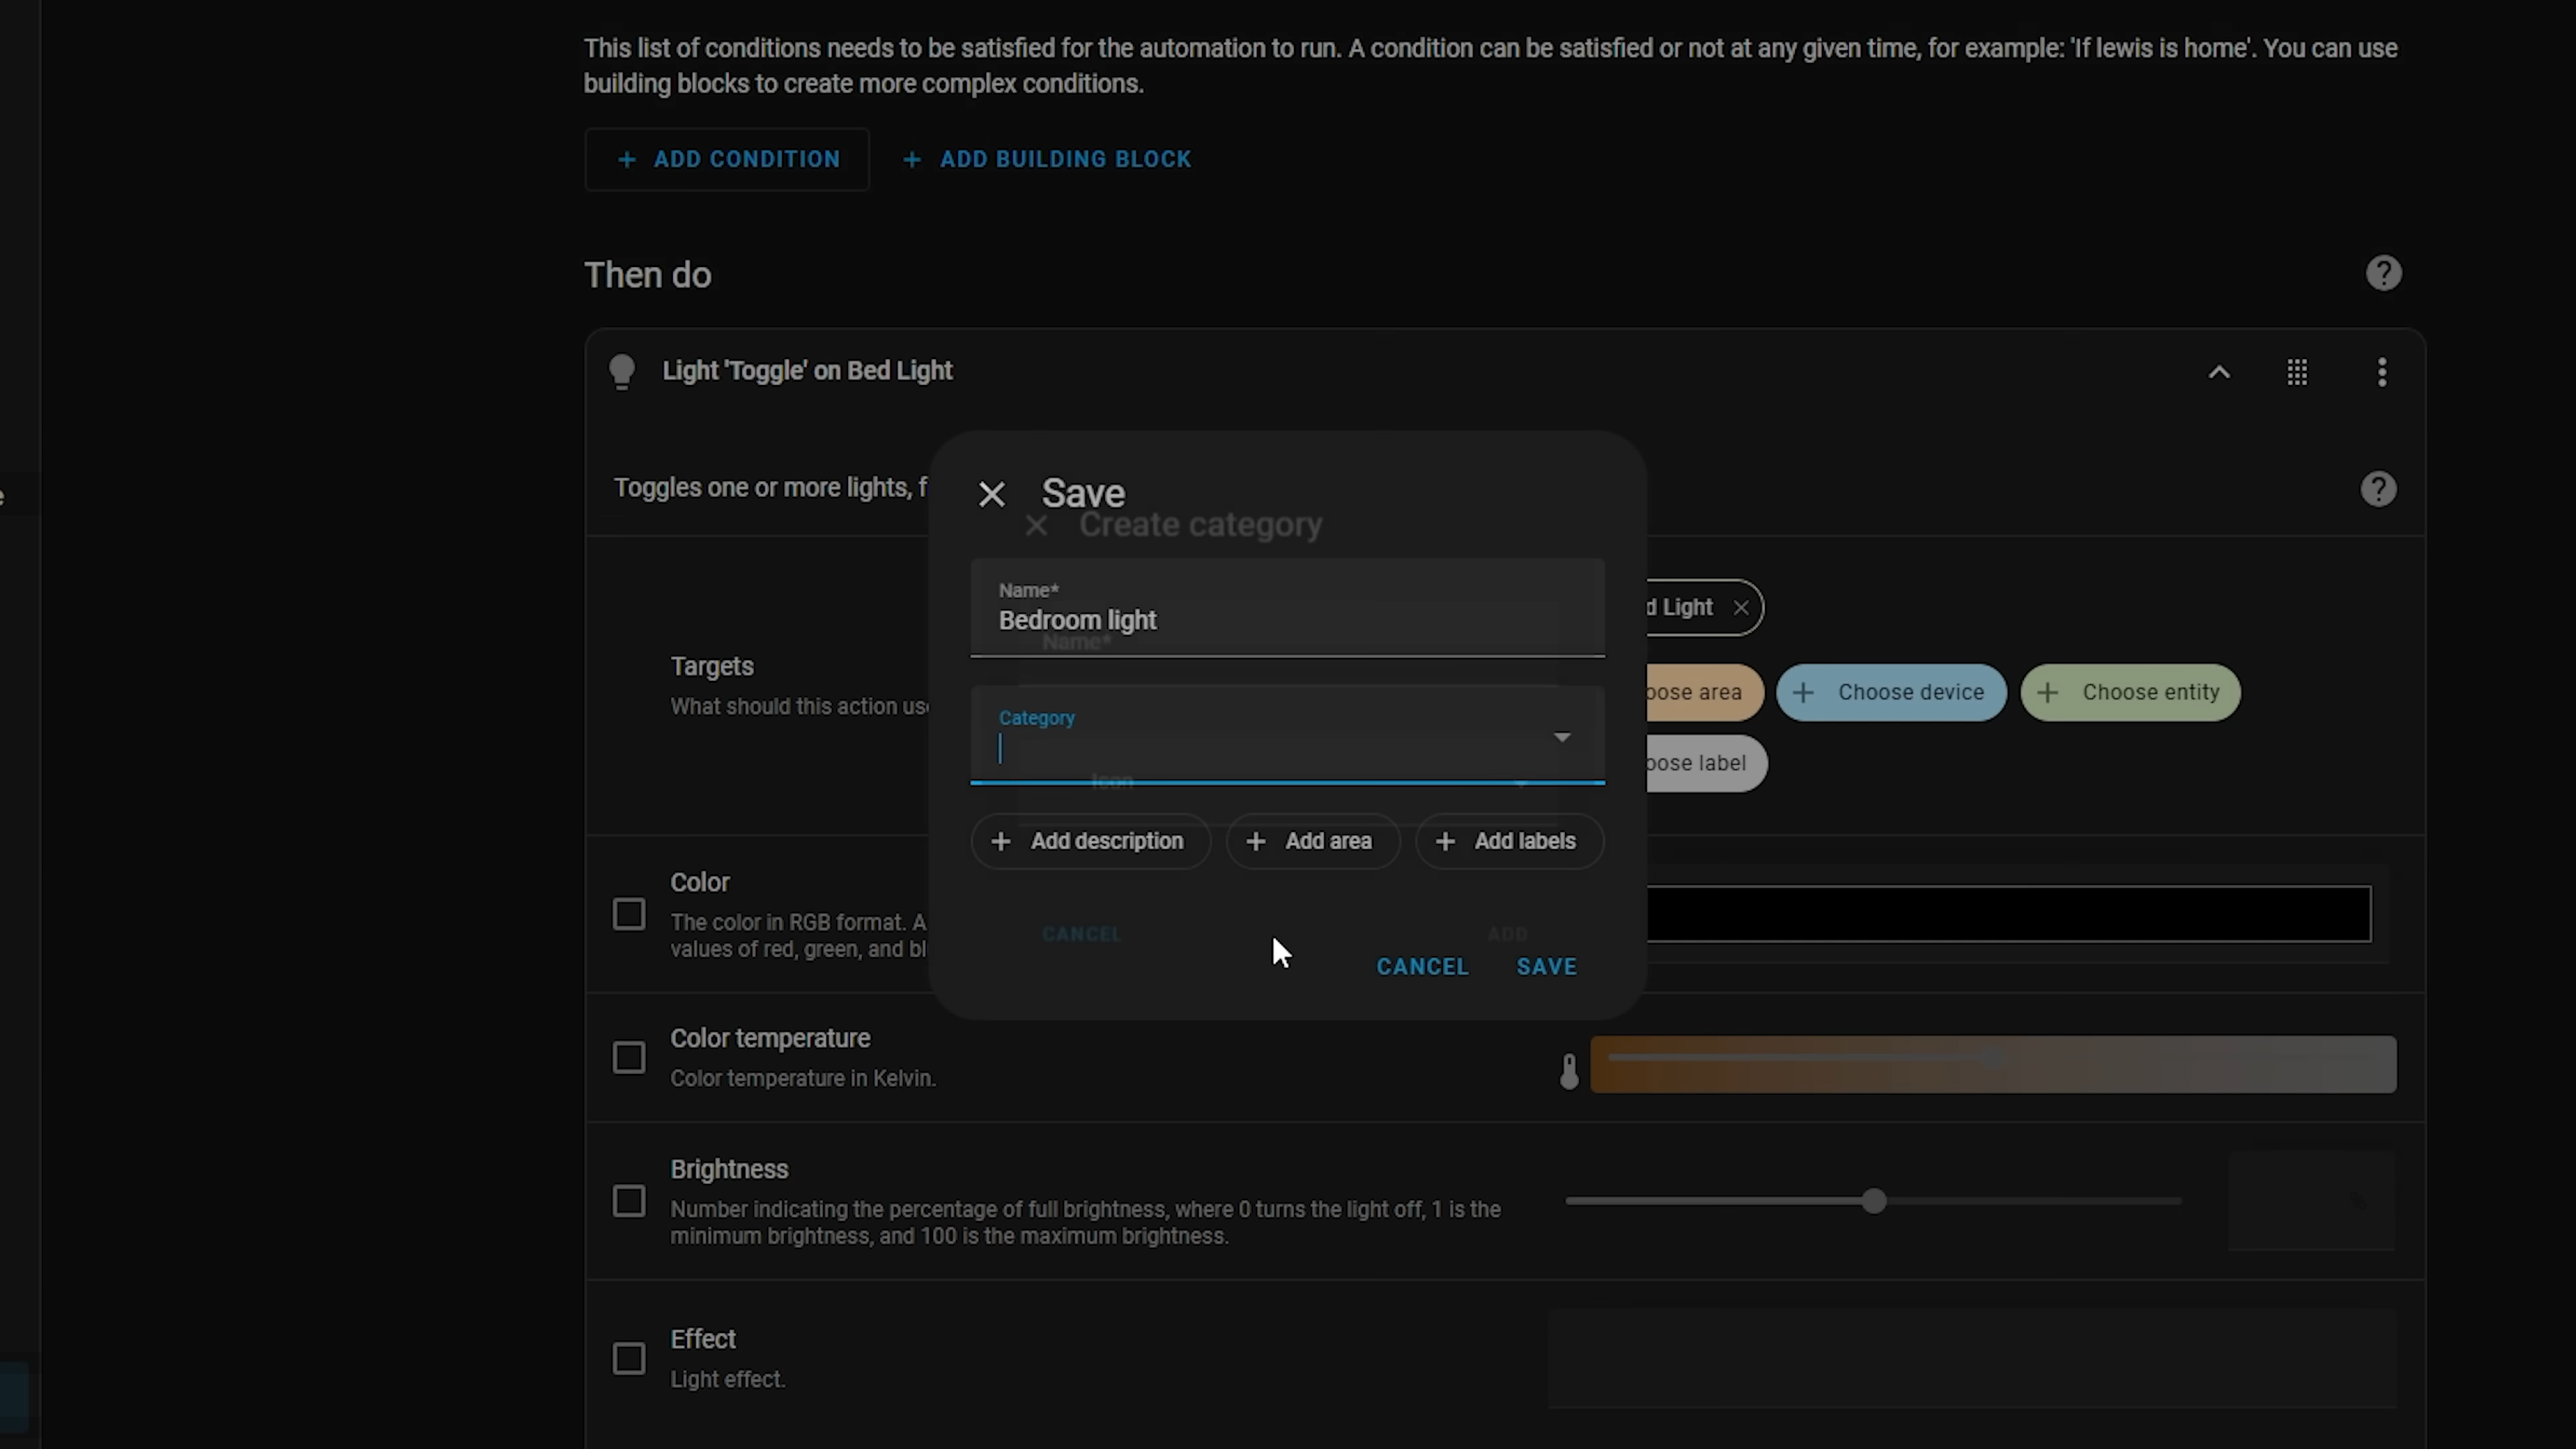 This list of conditions needs to be satisfied for the automation to run. A condition can be satisfied or not at any given time, for example: 'If lewis is home'. You can use
building blocks to create more complex conditions.
+ ADD CONDITION
+ ADD BUILDING BLOCK
Then do
Light 'Toggle' on Bed Light
Toggles one or more lights, f
Save
Create category
Name*
Bedroom light
Name*
d Light
Targets
What should this action us
oose area
+ Choose device
+ Choose entity
Category
oose label
Icon
+ Add description
+ Add area
+ Add labels
Color
The color in RGB format. A
values of red, green, and bl
CANCEL
ADD
CANCEL
SAVE
Color temperature
Color temperature in Kelvin.
Brightness
Number indicating the percentage of full brightness, where 0 turns the light off, 1 is the
minimum brightness, and 100 is the maximum brightness.
Effect
Light effect.